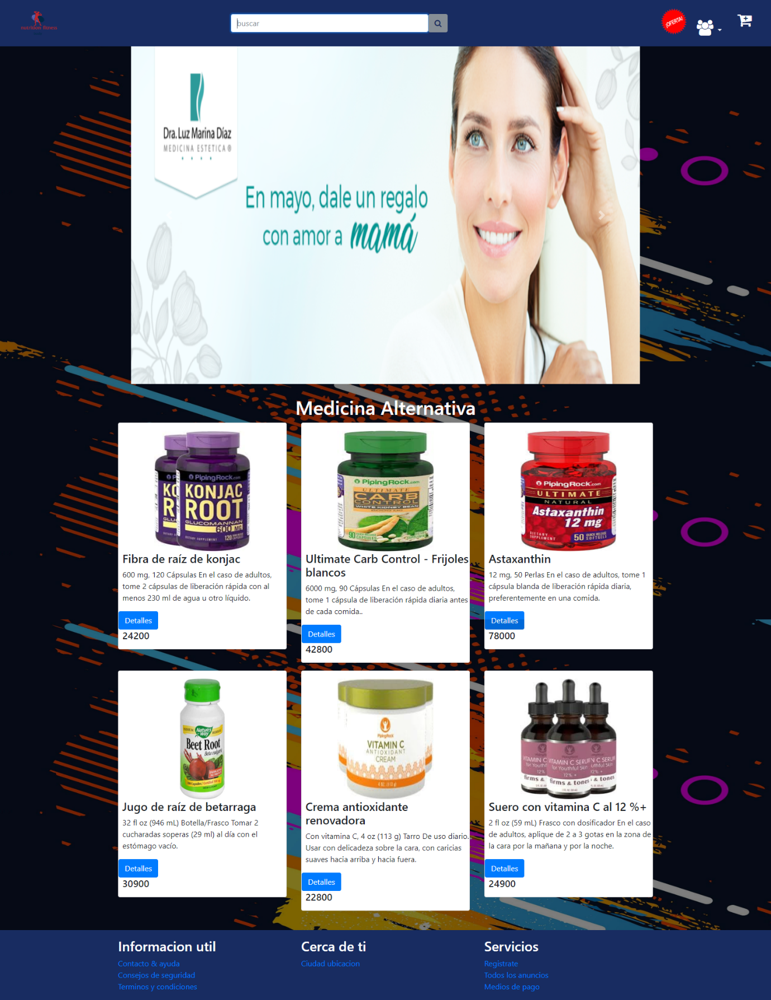 nutrition fitness
buscar
¡OFERTA!
Dra. Luz Marina Díaz
MEDICINA ESTETICA ®
En mayo, dale un regalo
con amor a mamá
Medicina Alternativa
PipingRock.com
KONJAC
ROOT
GLUCOMANNAN
600 MG
DIETARY SUPPLEMENT
120
PipingRock.com
ULTIMATE
CARB
CONTROL
WHITE KIDNEY BEAN
6000 MG
90 QUICK RELEASE
CAPSULES
PipingRock.com
ULTIMATE
NATURAL
Astaxanthin
12 mg
DIETARY
SUPPLEMENT
50 QUICK RELEASE
SOFTGELS
Fibra de raíz de konjac
600 mg, 120 Cápsulas En el caso de adultos,
tome 2 cápsulas de liberación rápida con al
menos 230 ml de agua u otro líquido.
Detalles
24200
Ultimate Carb Control - Frijoles
blancos
6000 mg, 90 Cápsulas En el caso de adultos,
tome 1 cápsula de liberación rápida diaria antes
de cada comida..
Detalles
42800
Astaxanthin
12 mg, 50 Perlas En el caso de adultos, tome 1
cápsula blanda de liberación rápida diaria,
preferentemente en una comida.
Detalles
78000
Nature's
Way
Beet Root
Beta vulgaris
PipingRock
VITAMIN C
ANTIOXIDANT
CREAM
4 OZ. (113 g)
VITAMIN C SERUM
for Youthful Skin
12% +
firms & tones
Jugo de raíz de betarraga
32 fl oz (946 mL) Botella/Frasco Tomar 2
cucharadas soperas (29 ml) al día con el
estómago vacío.
Detalles
30900
Crema antioxidante
renovadora
Con vitamina C, 4 oz (113 g) Tarro De uso diario.
Usar con delicadeza sobre la cara, con caricias
suaves hacia arriba y hacia fuera.
Detalles
22800
Suero con vitamina C al 12 %+
2 fl oz (59 mL) Frasco con dosificador En el caso
de adultos, aplique de 2 a 3 gotas en la zona de
la cara por la mañana y por la noche.
Detalles
24900
Informacion util
Contacto & ayuda
Consejos de seguridad
Terminos y condiciones
Cerca de ti
Ciudad ubicacion
Servicios
Registrate
Todos los anuncios
Medios de pago